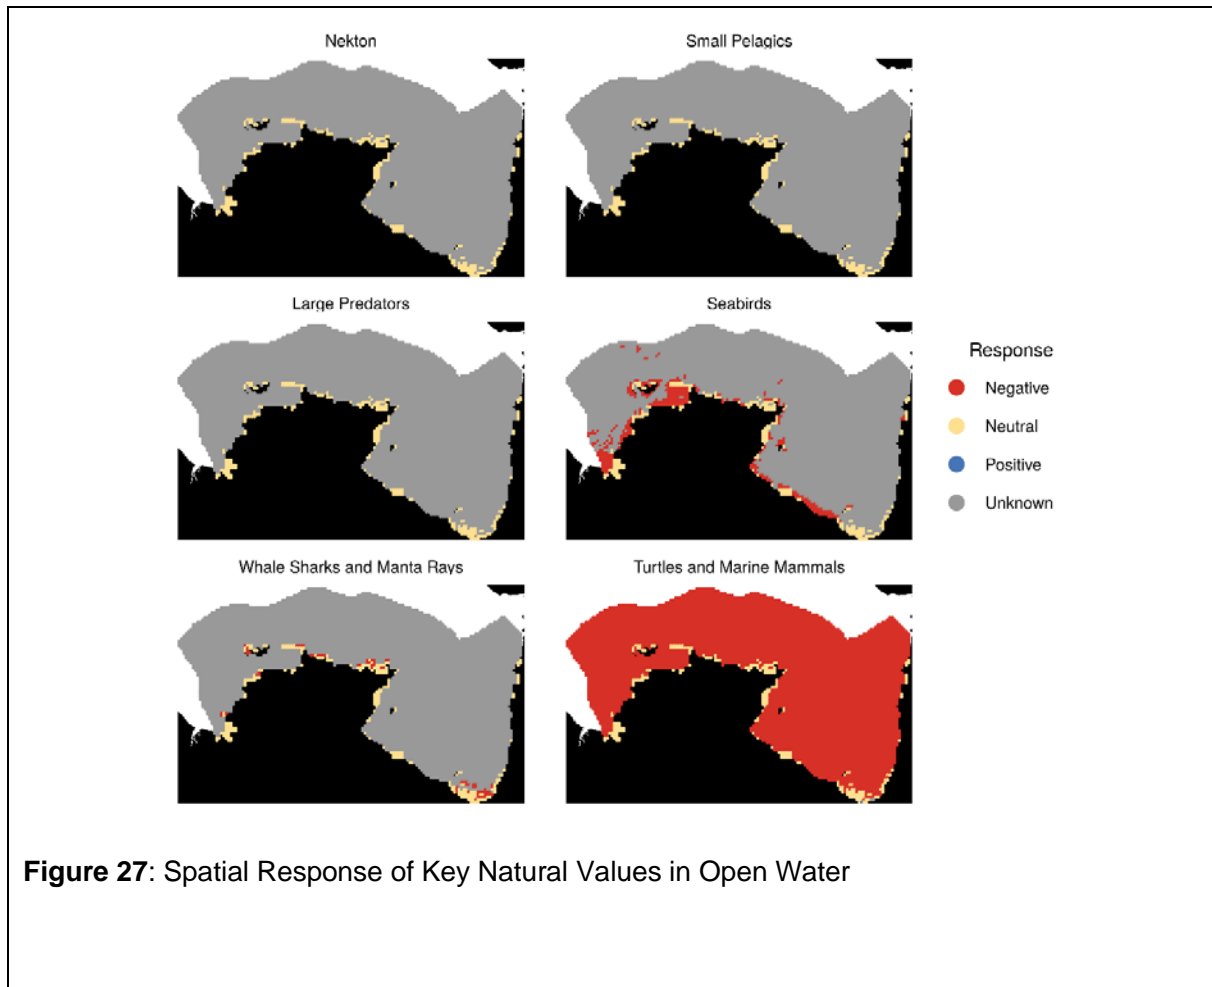 Nekton
Small Pelagics
Large Predators
Seabirds
Response
Negative
Neutral
Positive
Unknown
Whale Sharks and Manta Rays
Turtles and Marine Mammals
Figure 27: Spatial Response of Key Natural Values in Open Water